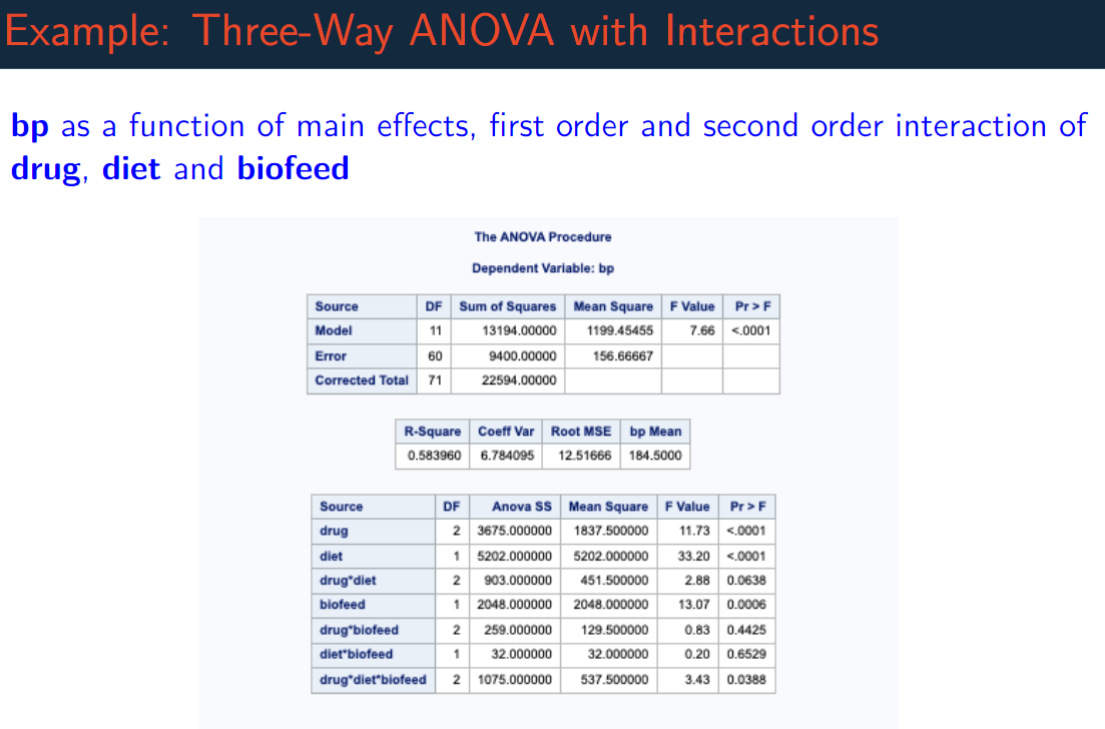 Example: Three-Way ANOVA with Interactions
bp as a function of main effects, first order and second order interaction of
drug, diet and biofeed
The ANOVA Procedure
Dependent Variable: bp
Source DF Sum of Squares Mean Square F Value Pr > F
Model 11 13194.00000 1199.45455 7.66 <.0001
Error 60 9400.00000 156.66667
Corrected Total 71 22594.00000
R-Square Coeff Var Root MSE bp Mean
0.583960 6.784095 12.51666 184.5000
Source DF Anova SS Mean Square F Value Pr > F
drug 2 3675.000000 1837.500000 11.73 <.0001
diet 1 5202.000000 5202.000000 33.20 <.0001
drug*diet 2 903.000000 451.500000 2.88 0.0638
biofeed 1 2048.000000 2048.000000 13.07 0.0006
drug*biofeed 2 259.000000 129.500000 0.83 0.4425
diet*biofeed 1 32.000000 32.000000 0.20 0.6529
drug*diet*biofeed 2 1075.000000 537.500000 3.43 0.0388